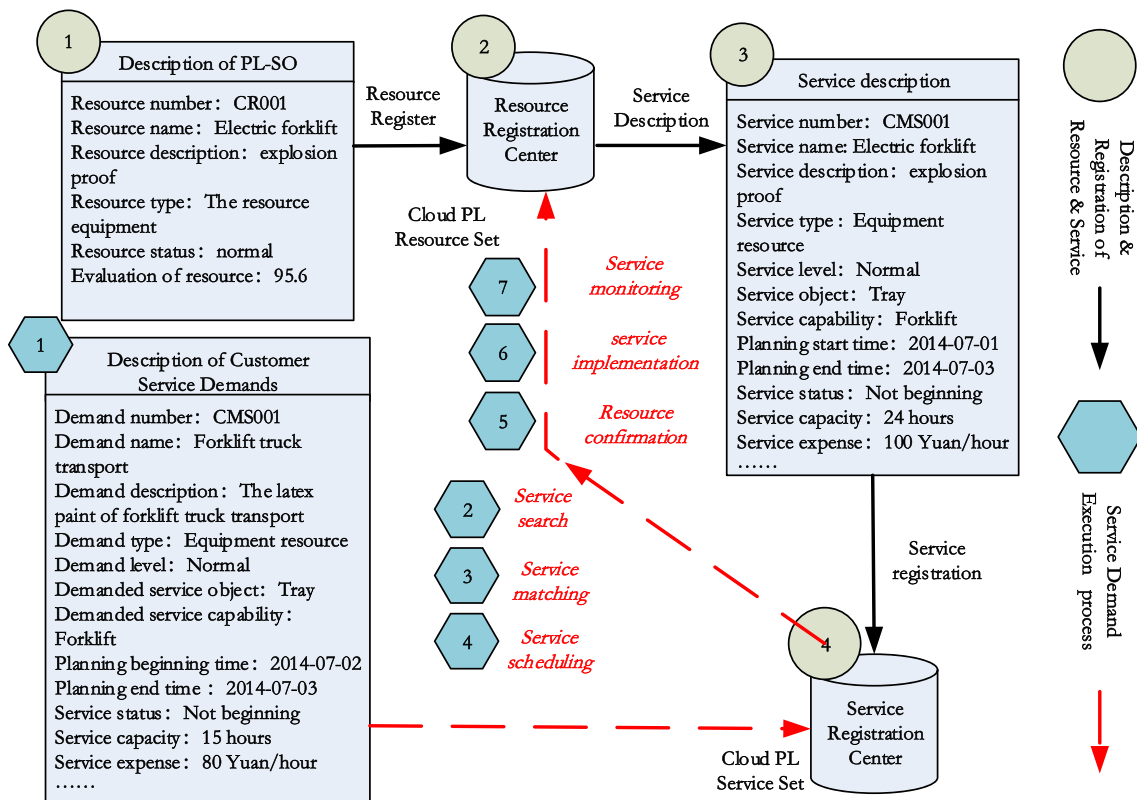 1
Description of PL-SO
Resource number: CR001
Resource name: Electric forklift
Resource description: explosion
proof
Resource type: The resource
equipment
Resource status: normal
Evaluation of resource: 95.6
Resource
Register
2
Resource
Registration
Center
Cloud PL
Resource Set
Service
Description
3
Service description
Service number: CMS001
Service name: Electric forklift
Service description: explosion
proof
Service type: Equipment
resource
Service level: Normal
Service object: Tray
Service capability: Forklift
Planning start time: 2014-07-01
Planning end time: 2014-07-03
Service status: Not beginning
Service capacity: 24 hours
Service expense: 100 Yuan/hour
……
1
Description of Customer
Service Demands
Demand number: CMS001
Demand name: Forklift truck
transport
Demand description: The latex
paint of forklift truck transport
Demand type: Equipment resource
Demand level: Normal
Demanded service object: Tray
Demanded service capability:
Forklift
Planning beginning time: 2014-07-02
Planning end time : 2014-07-03
Service status: Not beginning
Service capacity: 15 hours
Service expense: 80 Yuan/hour
……
7
Service
monitoring
6
service
implementation
5
Resource
confirmation
2
Service
search
3
Service
matching
4
Service
scheduling
Service
registration
4
Service
Registration
Center
Cloud PL
Service Set
Description &
Registration of
Resource & Service
Service Demand
Execution process